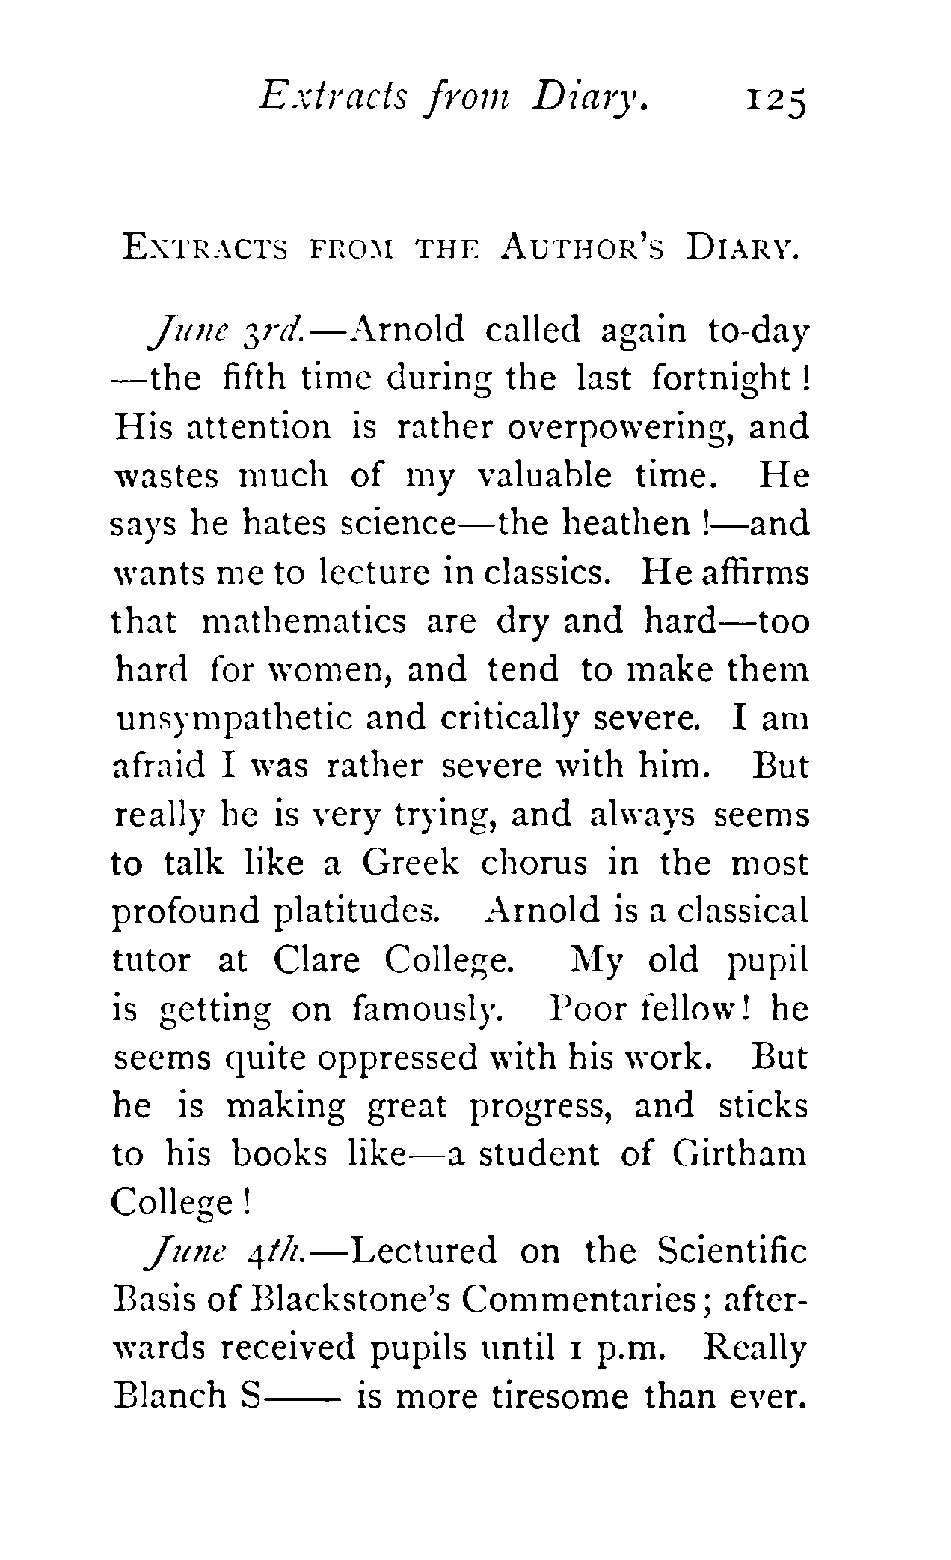 Extracts from Diary. 125
EXTRACTS FROM THE AUTHOR'S DIARY.
June 3rd.—Arnold called again to-day
—the fifth time during the last fortnight!
His attention is rather overpowering, and
wastes much of my valuable time. He
says he hates science—the heathen!—and
wants me to lecture in classics. He affirms
that mathematics are dry and hard—too
hard for women, and tend to make them
unsympathetic and critically severe. I am
afraid I was rather severe with him. But
really he is very trying, and always seems
to talk like a Greek chorus in the most
profound platitudes. Arnold is a classical
tutor at Clare College. My old pupil
is getting on famously. Poor fellow! he
seems quite oppressed with his work. But
he is making great progress, and sticks
to his books like—a student of Girtham
College!
June 4th.—Lectured on the Scientific
Basis of Blackstone's Commentaries; after-
wards received pupils until 1 p.m. Really
Blanch S—— is more tiresome than ever.